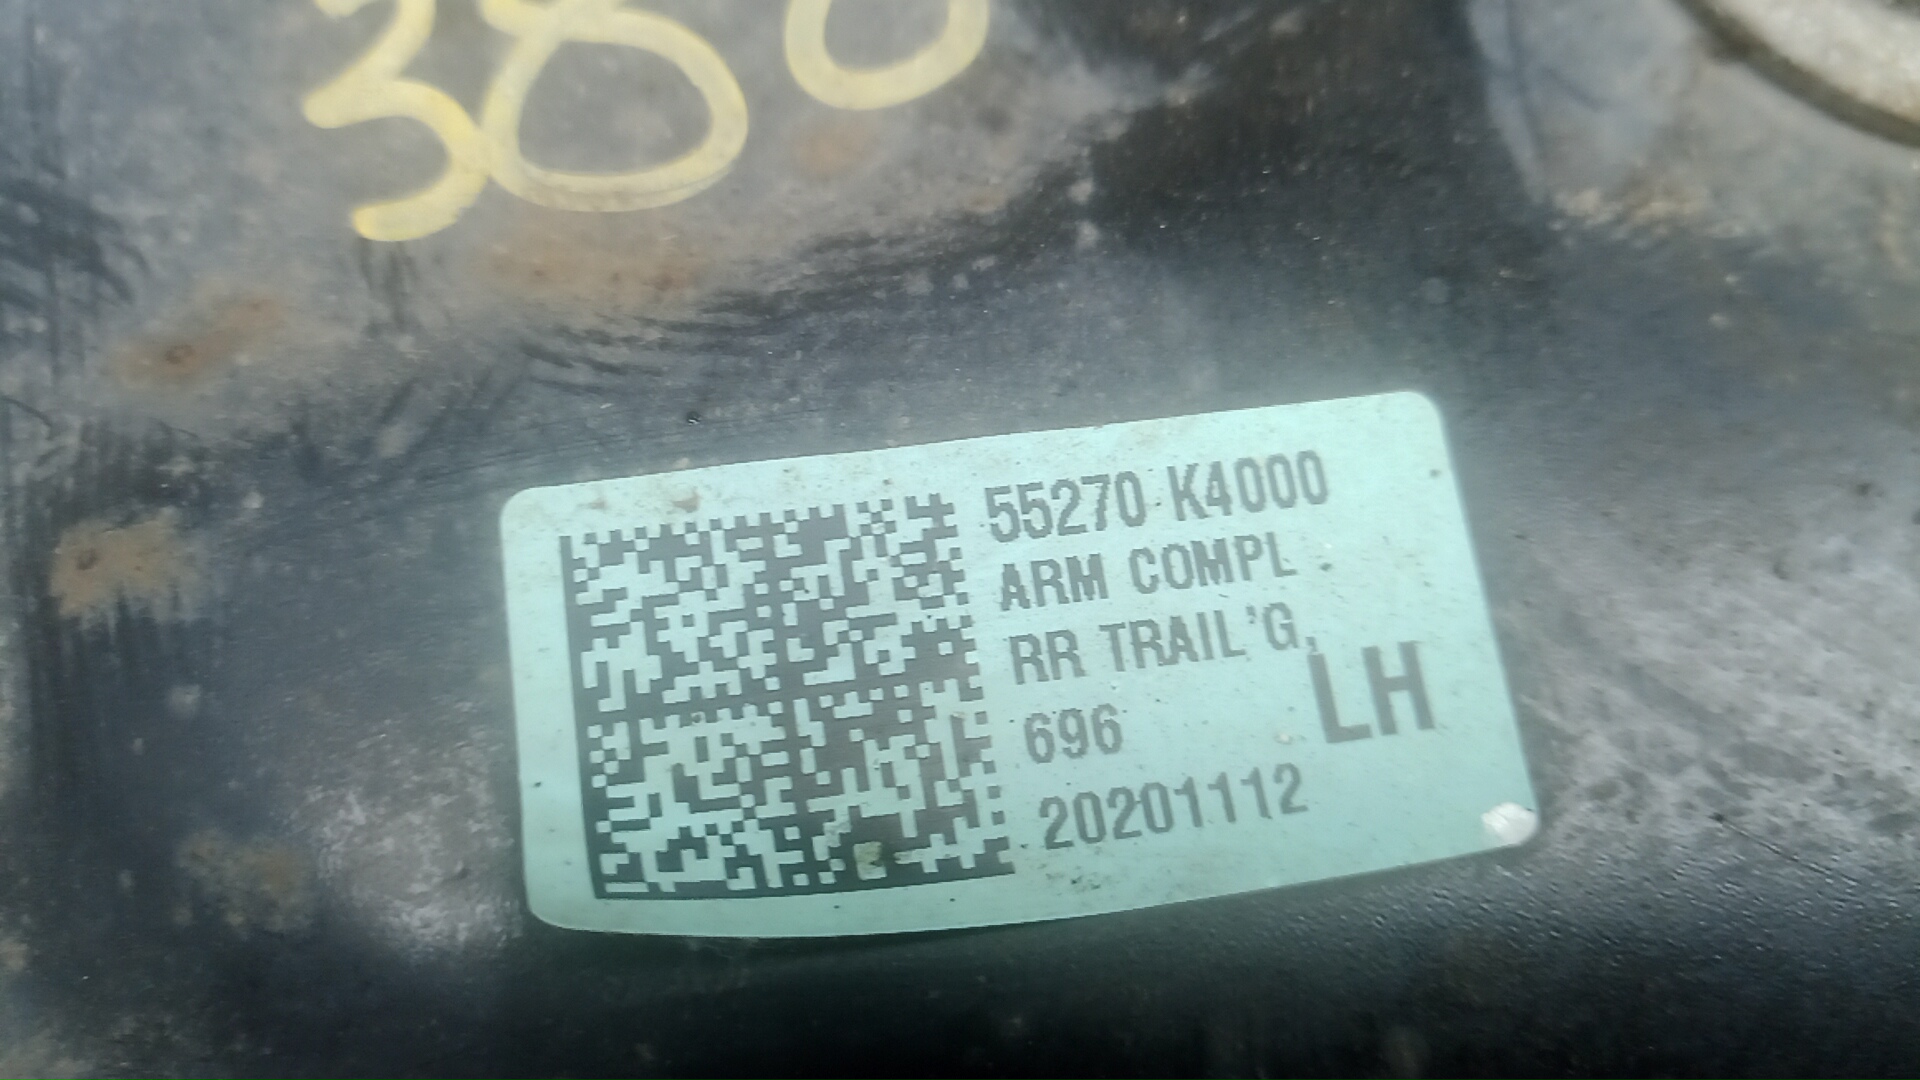 380
55270 K4000
ARM COMPL
RR TRAIL'G,
LH
696
20201112